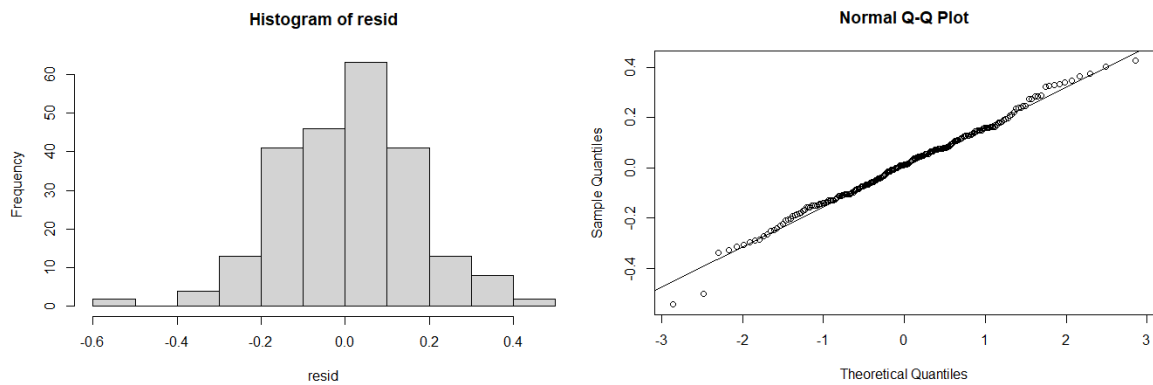 Histogram of resid
Frequency
60
50
40
30
20
10
0
-0.6 -0.4 -0.2 0.0 0.2 0.4
resid
Normal Q-Q Plot
Sample Quantiles
0.4
0.2
0.0
-0.2
-0.4
-3 -2 -1 0 1 2 3
Theoretical Quantiles